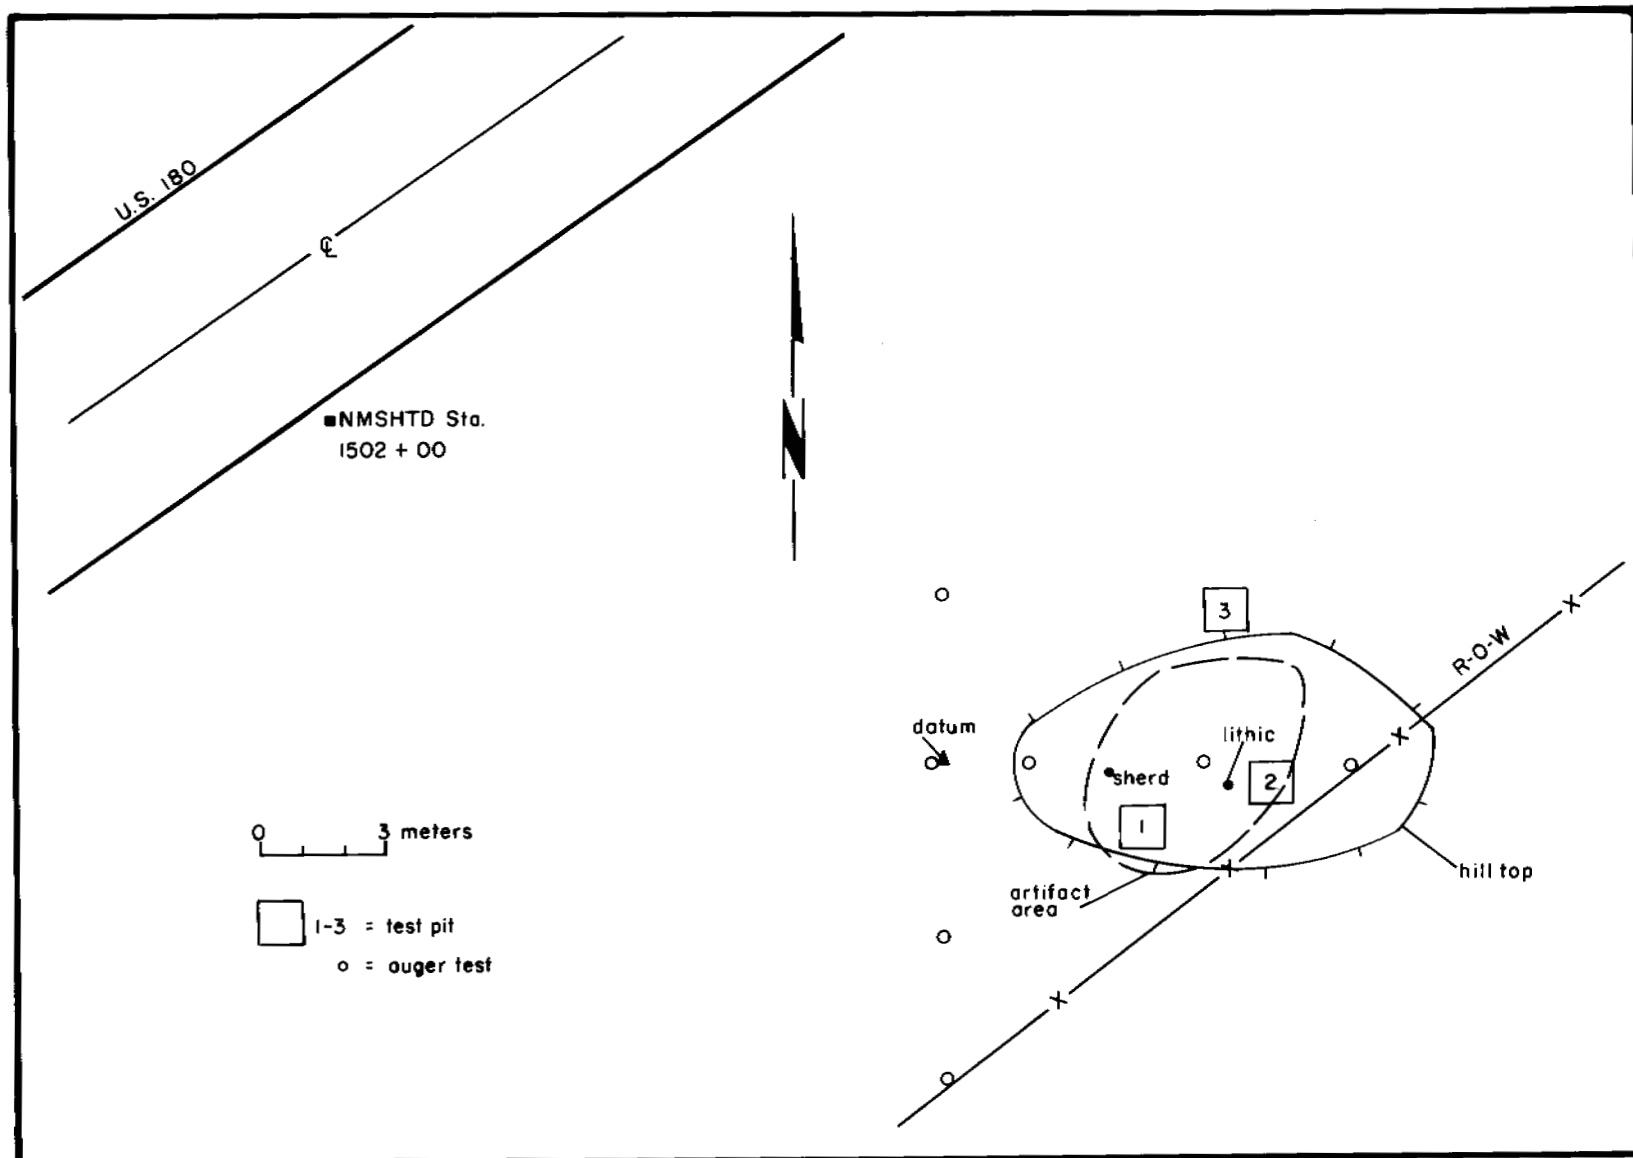 U.S. 180
℄
■NMSHTD Sta.
1502 + 00
N
3
R-O-W
datum
lithic
sherd
2
1
0 3 meters
hill top
artifact
area
1-3 = test pit
o = auger test